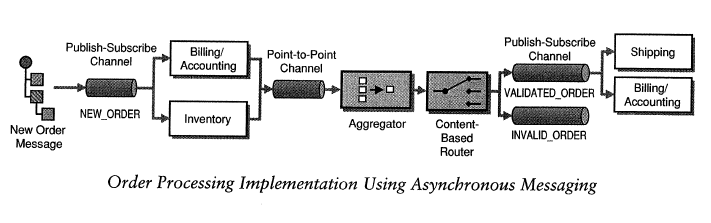 Publish-Subscribe
Channel
NEW_ORDER
New Order
Message
Billing/
Accounting
Inventory
Point-to-Point
Channel
Aggregator
Content-
Based
Router
Publish-Subscribe
Channel
VALIDATED_ORDER
INVALID_ORDER
Shipping
Billing/
Accounting
Order Processing Implementation Using Asynchronous Messaging